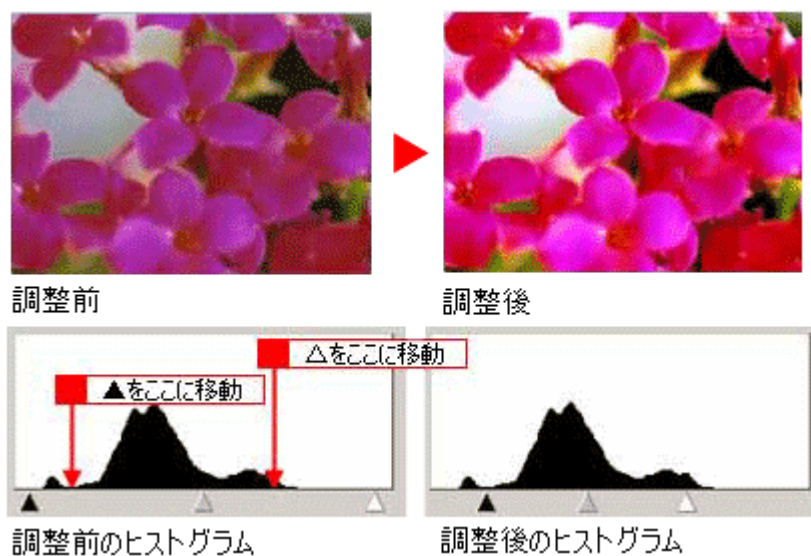 調整前
調整後
△をここに移動
▲をここに移動
調整前のヒストグラム
調整後のヒストグラム